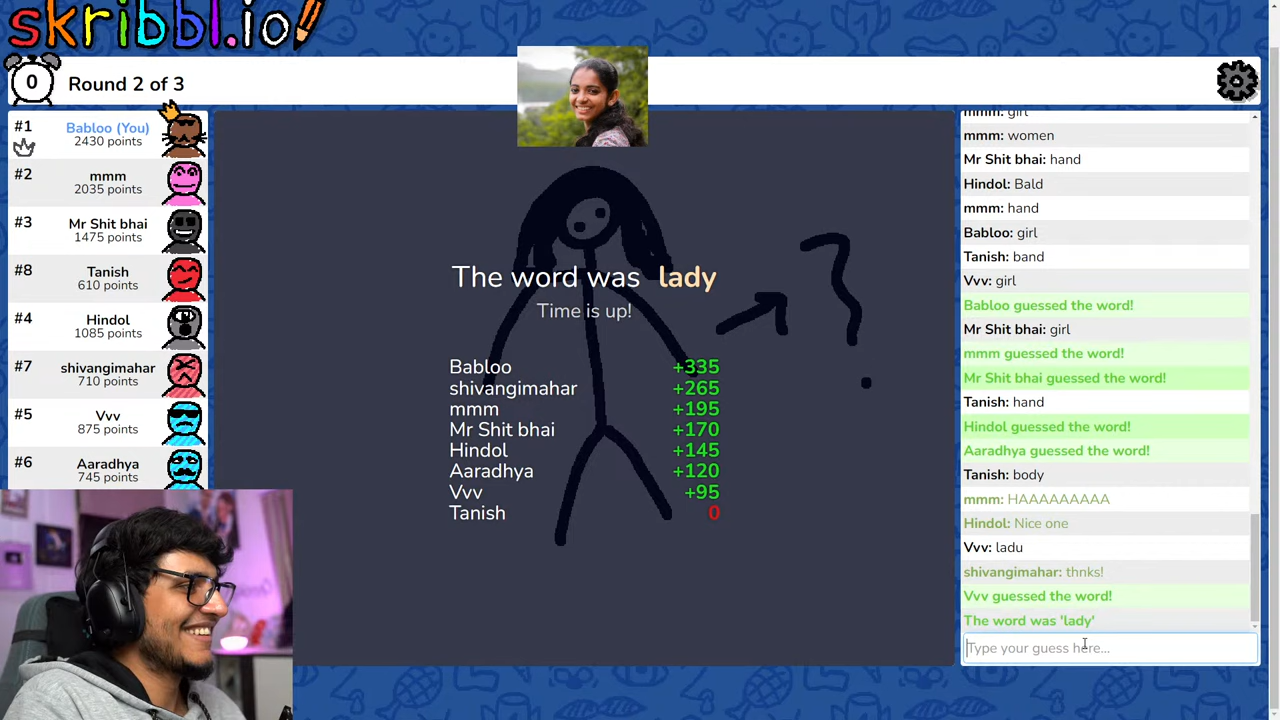 skribbl.io!
0
Round 2 of 3
#1
Babloo (You)
2430 points
#2
mmm
2035 points
#3
Mr Shit bhai
1475 points
#8
Tanish
610 points
#4
Hindol
1085 points
#7
shivangimahar
710 points
#5
Vvv
875 points
#6
Aaradhya
745 points
The word was lady
Time is up!
Babloo +335
shivangimahar +265
mmm +195
Mr Shit bhai +170
Hindol +145
Aaradhya +120
Vvv +95
Tanish 0
?
mmm: girl
mmm: women
Mr Shit bhai: hand
Hindol: Bald
mmm: hand
Babloo: girl
Tanish: band
Vvv: girl
Babloo guessed the word!
Mr Shit bhai: girl
mmm guessed the word!
Mr Shit bhai guessed the word!
Tanish: hand
Hindol guessed the word!
Aaradhya guessed the word!
Tanish: body
mmm: HAAAAAAAAA
Hindol: Nice one
Vvv: ladu
shivangimahar: thnks!
Vvv guessed the word!
The word was 'lady'
Type your guess here...